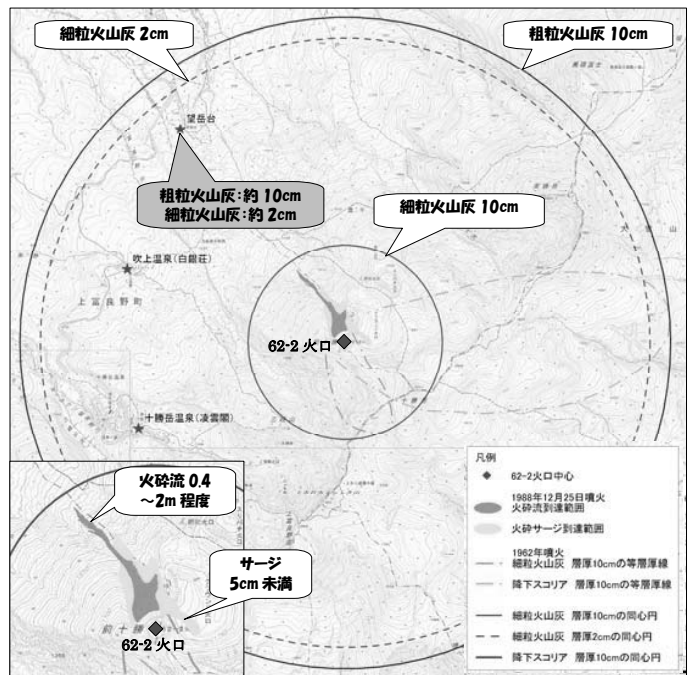 細粒火山灰 2cm
粗粒火山灰 10cm
望岳台
粗粒火山灰：約 10cm
細粒火山灰：約 2cm
細粒火山灰 10cm
吹上温泉（白銀荘）
上富良野町
62-2 火口
十勝岳温泉（凌雲閣）
火砕流 0.4
～2m 程度
サージ
5cm 未満
前十勝
62-2 火口
凡例
62-2火口中心
1988年12月25日噴火
火砕流到達範囲
火砕サージ到達範囲
1962年噴火
細粒火山灰 層厚10cmの等層厚線
降下スコリア 層厚10cmの等層厚線
細粒火山灰 層厚10cmの同心円
細粒火山灰 層厚2cmの同心円
降下スコリア 層厚10cmの同心円